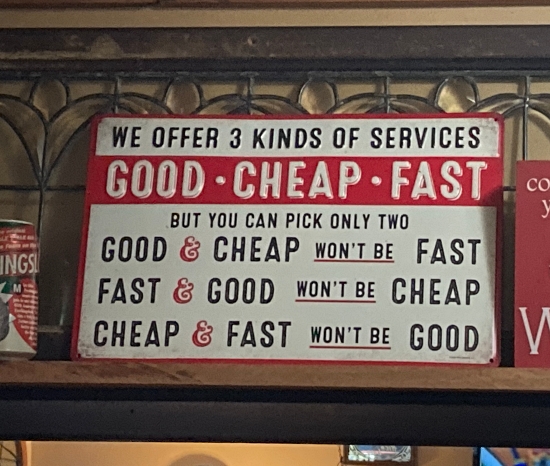 WE OFFER 3 KINDS OF SERVICES
GOOD • CHEAP • FAST
BUT YOU CAN PICK ONLY TWO
GOOD & CHEAP WON'T BE FAST
FAST & GOOD WON'T BE CHEAP
CHEAP & FAST WON'T BE GOOD